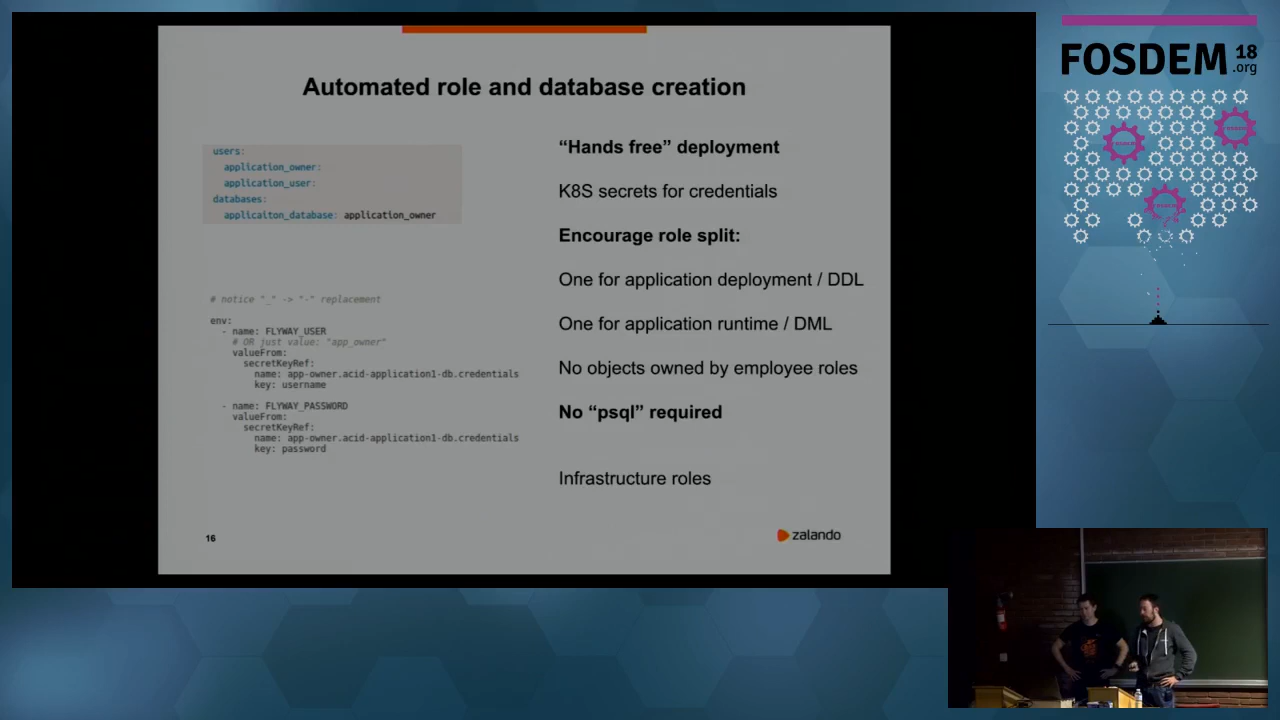 Automated role and database creation
users:
application_owner:
application_user:
databases:
applicaiton_database: application_owner
# notice "_" -> "-" replacement
env:
- name: FLYWAY_USER
# OR just value: "app_owner"
valueFrom:
secretKeyRef:
name: app-owner.acid-application1-db.credentials
key: username
- name: FLYWAY_PASSWORD
valueFrom:
secretKeyRef:
name: app-owner.acid-application1-db.credentials
key: password
“Hands free” deployment
K8S secrets for credentials
Encourage role split:
One for application deployment / DDL
One for application runtime / DML
No objects owned by employee roles
No “psql” required
Infrastructure roles
16
zalando
FOSDEM 18
.org